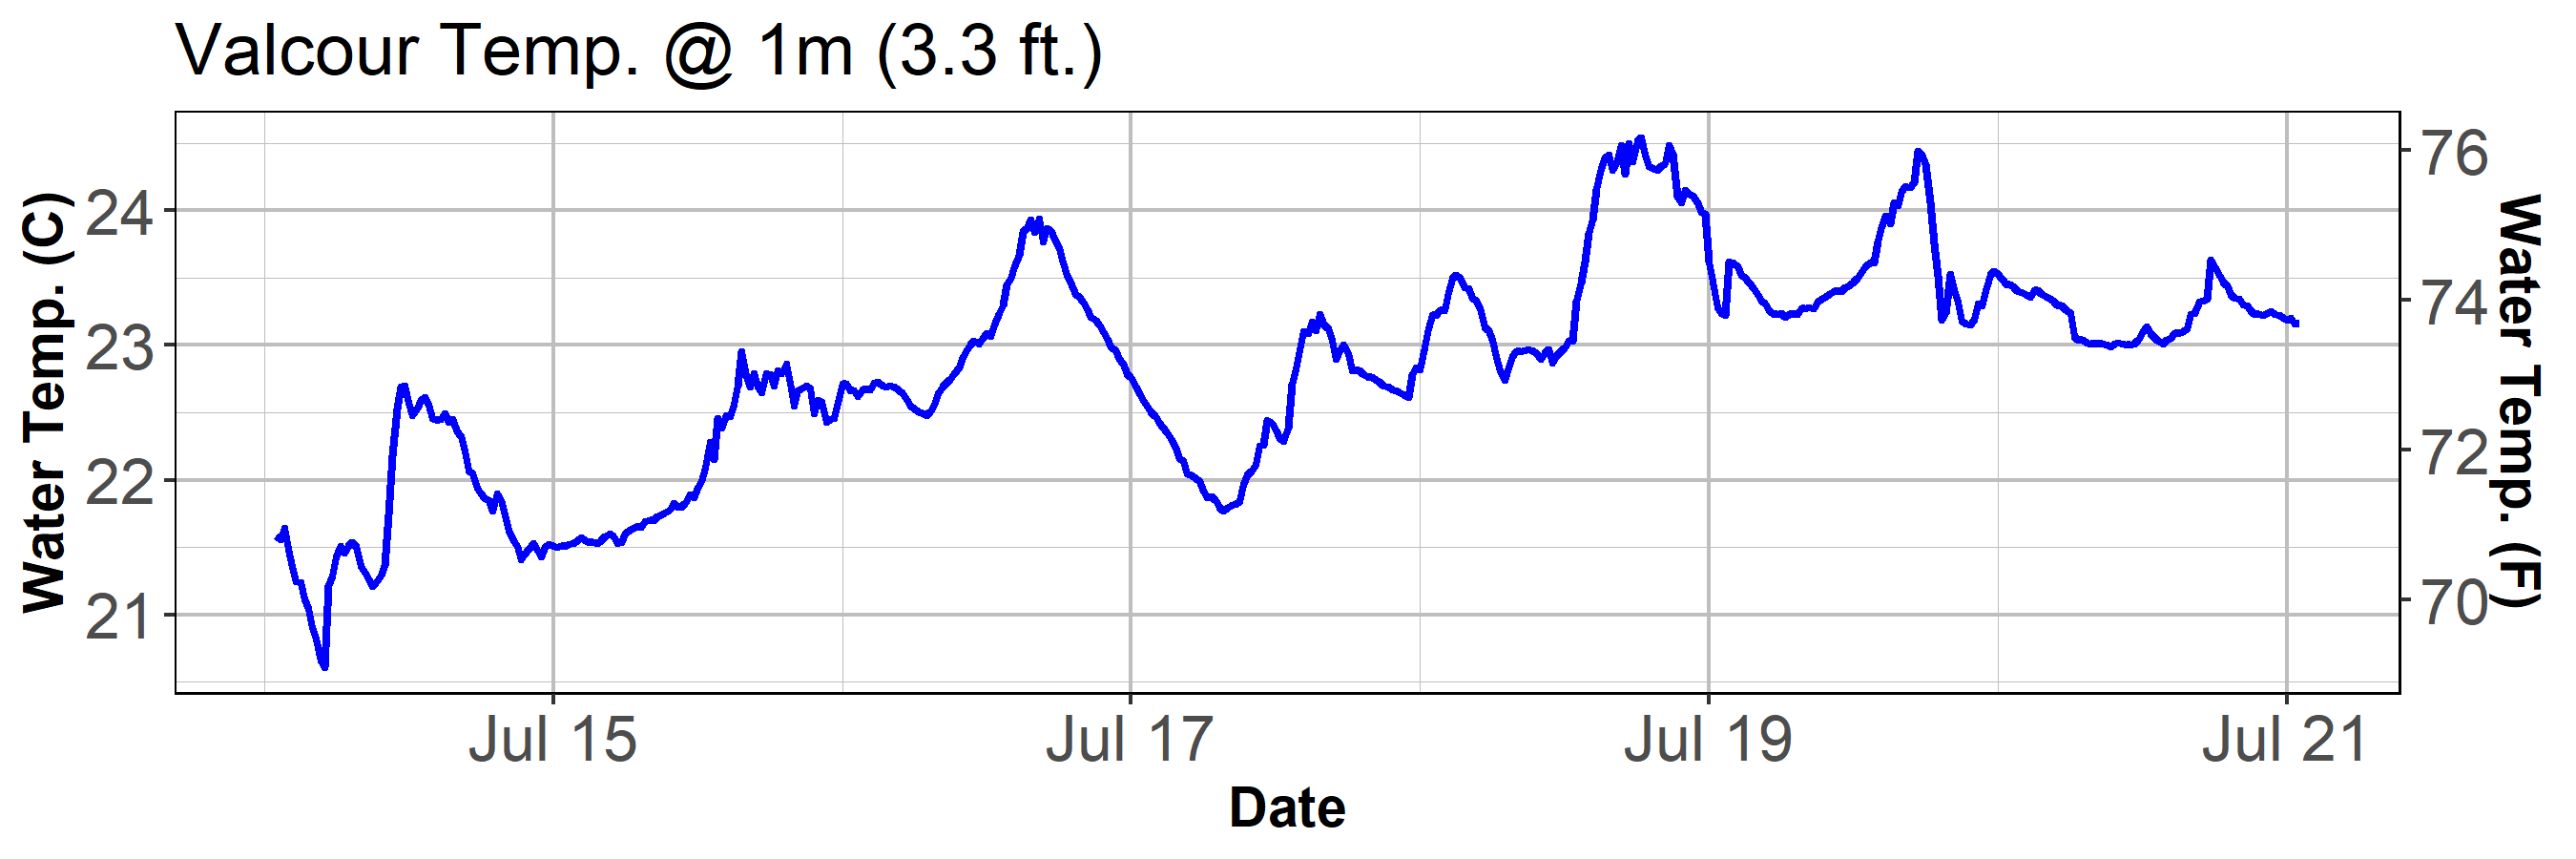 Valcour Temp. @ 1m (3.3 ft.)
Water Temp. (C)
24
23
22
21
76
74
72
70
Water Temp. (F)
Jul 15
Jul 17
Jul 19
Jul 21
Date